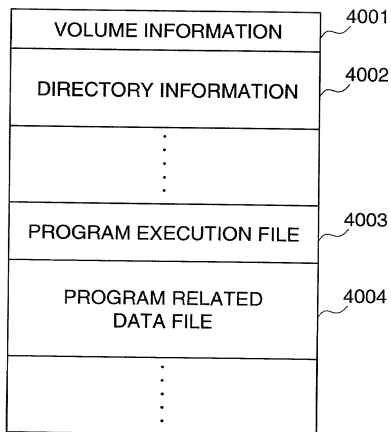 VOLUME INFORMATION 4001
DIRECTORY INFORMATION 4002
PROGRAM EXECUTION FILE 4003
PROGRAM RELATED 4004
DATA FILE